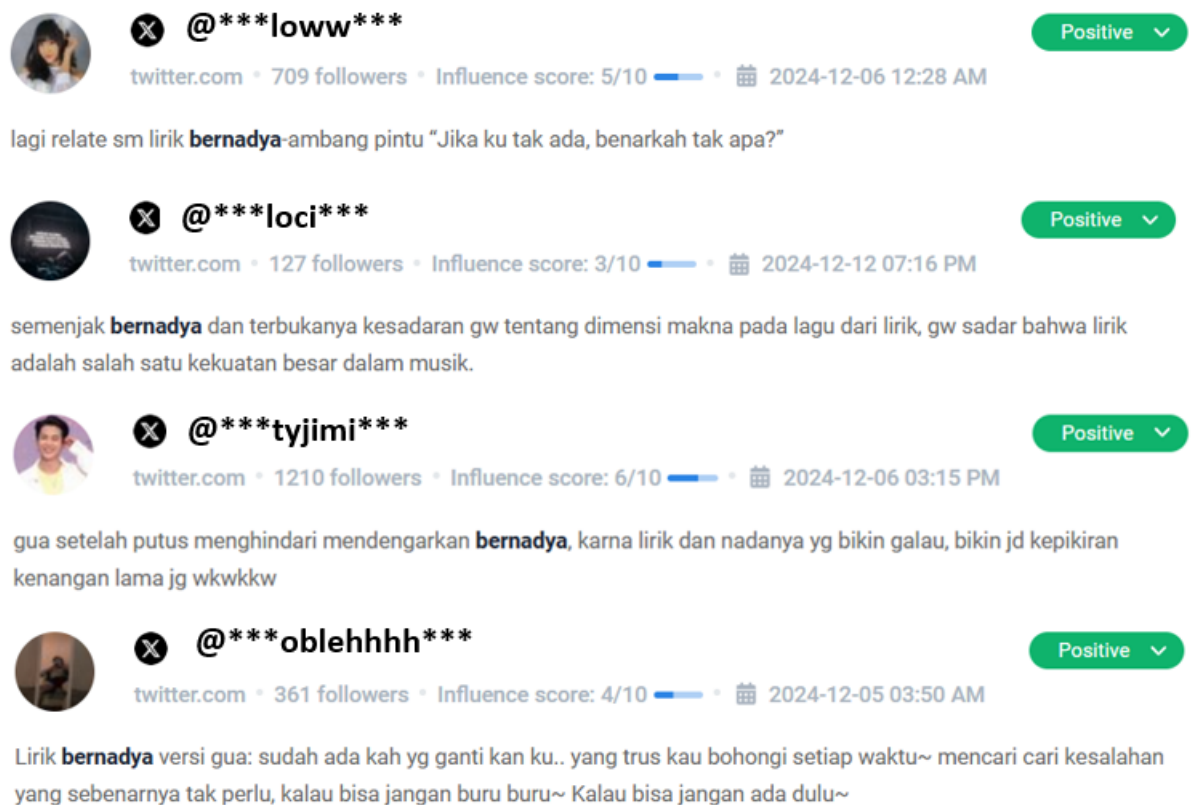 @***loww***
Positive
twitter.com • 709 followers • Influence score: 5/10 • 2024-12-06 12:28 AM
lagi relate sm lirik bernadya-ambang pintu “Jika ku tak ada, benarkah tak apa?”
@***loci***
Positive
twitter.com • 127 followers • Influence score: 3/10 • 2024-12-12 07:16 PM
semenjak bernadya dan terbukanya kesadaran gw tentang dimensi makna pada lagu dari lirik, gw sadar bahwa lirik
adalah salah satu kekuatan besar dalam musik.
@***tyjimi***
Positive
twitter.com • 1210 followers • Influence score: 6/10 • 2024-12-06 03:15 PM
gua setelah putus menghindari mendengarkan bernadya, karna lirik dan nadanya yg bikin galau, bikin jd kepikiran
kenangan lama jg wkwkkw
@***oblehhhh***
Positive
twitter.com • 361 followers • Influence score: 4/10 • 2024-12-05 03:50 AM
Lirik bernadya versi gua: sudah ada kah yg ganti kan ku.. yang trus kau bohongi setiap waktu~ mencari cari kesalahan
yang sebenarnya tak perlu, kalau bisa jangan buru buru~ Kalau bisa jangan ada dulu~